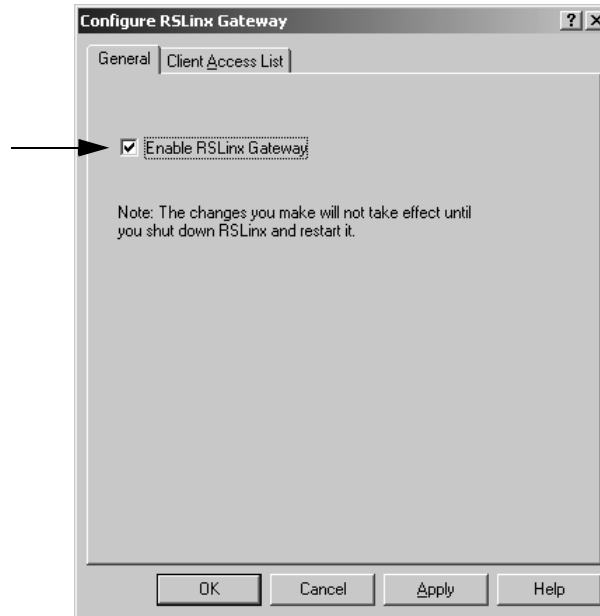 Configure RSLinx Gateway
General
Client Access List
Enable RSLinx Gateway
Note: The changes you make will not take effect until
you shut down RSLinx and restart it.
OK Cancel Apply Help